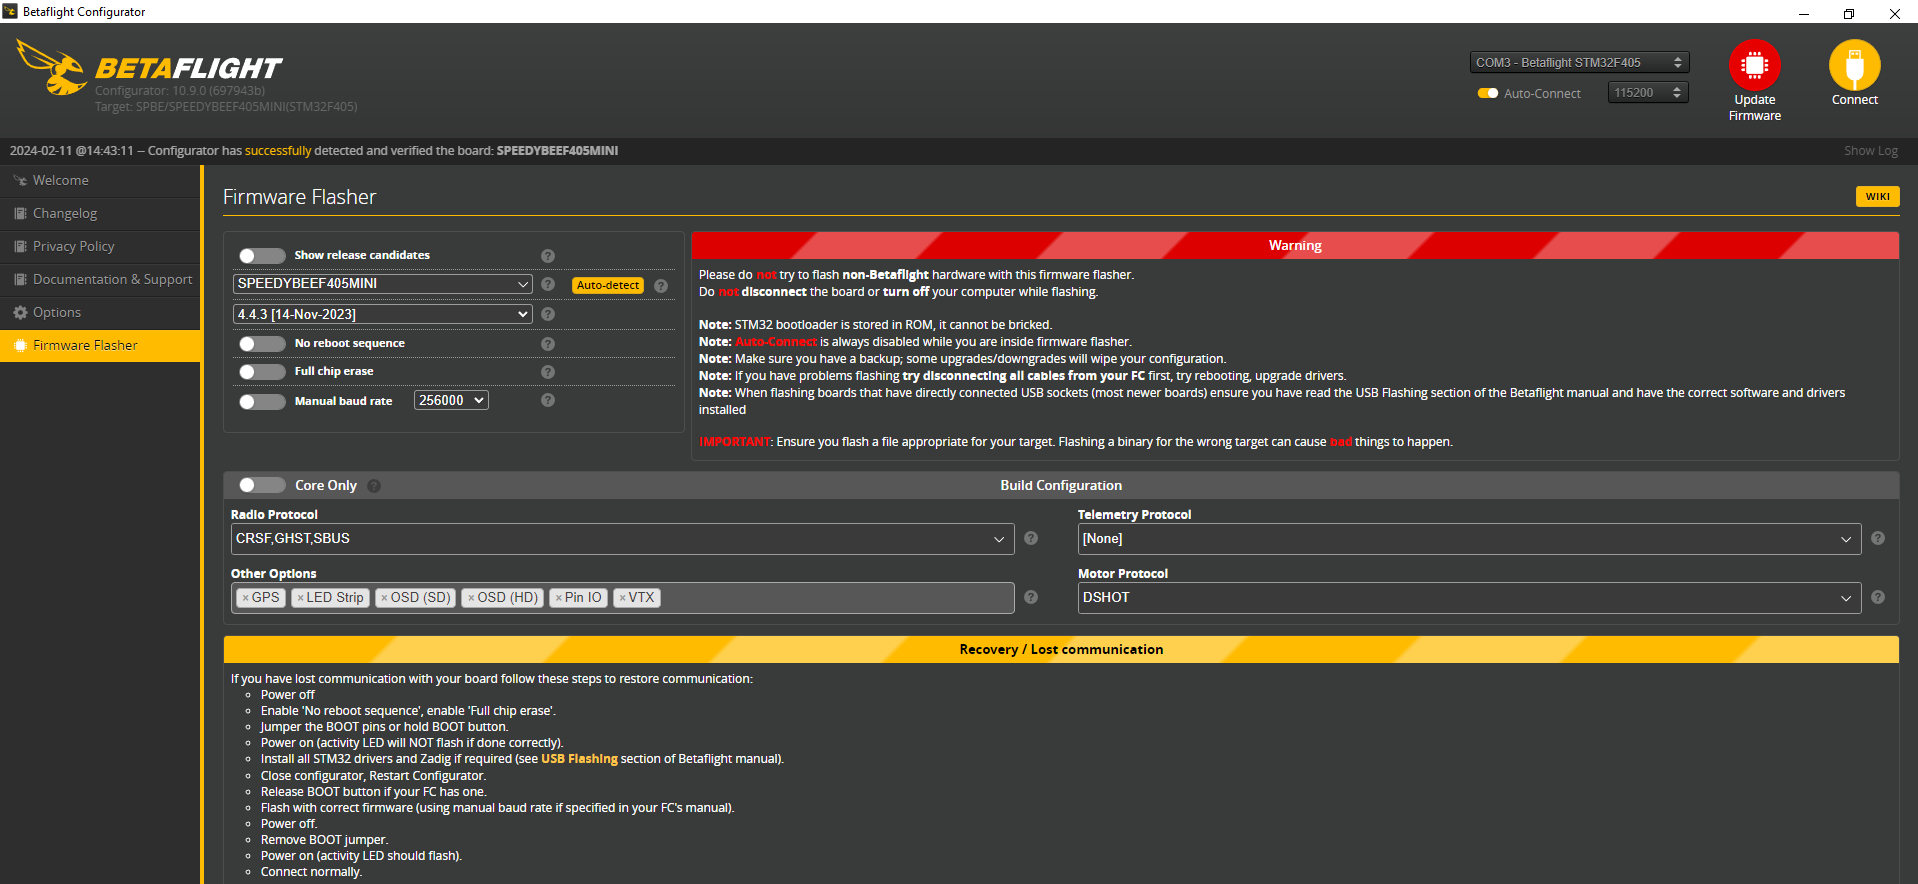 Betaflight Configurator
BETAFLIGHT
Configurator: 10.9.0 (697943b)
Target: SPBE/SPEEDYBEEF405MINI(STM32F405)
COM3 - Betaflight STM32F405
Auto-Connect
115200
Update
Firmware
Connect
2024-02-11 @14:43:11 -- Configurator has successfully detected and verified the board: SPEEDYBEEF405MINI
Show Log
Welcome
Changelog
Privacy Policy
Documentation & Support
Options
Firmware Flasher
Firmware Flasher
WIKI
Show release candidates
SPEEDYBEEF405MINI
Auto-detect
4.4.3 [14-Nov-2023]
No reboot sequence
Full chip erase
Manual baud rate
256000
Warning
Please do not try to flash non-Betaflight hardware with this firmware flasher.
Do not disconnect the board or turn off your computer while flashing.
Note: STM32 bootloader is stored in ROM, it cannot be bricked.
Note: Auto-Connect is always disabled while you are inside firmware flasher.
Note: Make sure you have a backup; some upgrades/downgrades will wipe your configuration.
Note: If you have problems flashing try disconnecting all cables from your FC first, try rebooting, upgrade drivers.
Note: When flashing boards that have directly connected USB sockets (most newer boards) ensure you have read the USB Flashing section of the Betaflight manual and have the correct software and drivers
installed
IMPORTANT: Ensure you flash a file appropriate for your target. Flashing a binary for the wrong target can cause bad things to happen.
Core Only
Build Configuration
Radio Protocol
CRSF,GHST,SBUS
Telemetry Protocol
[None]
Other Options
×GPS ×LED Strip ×OSD (SD) ×OSD (HD) ×Pin IO ×VTX
Motor Protocol
DSHOT
Recovery / Lost communication
If you have lost communication with your board follow these steps to restore communication:
Power off
Enable 'No reboot sequence', enable 'Full chip erase'.
Jumper the BOOT pins or hold BOOT button.
Power on (activity LED will NOT flash if done correctly).
Install all STM32 drivers and Zadig if required (see USB Flashing section of Betaflight manual).
Close configurator, Restart Configurator.
Release BOOT button if your FC has one.
Flash with correct firmware (using manual baud rate if specified in your FC's manual).
Power off.
Remove BOOT jumper.
Power on (activity LED should flash).
Connect normally.